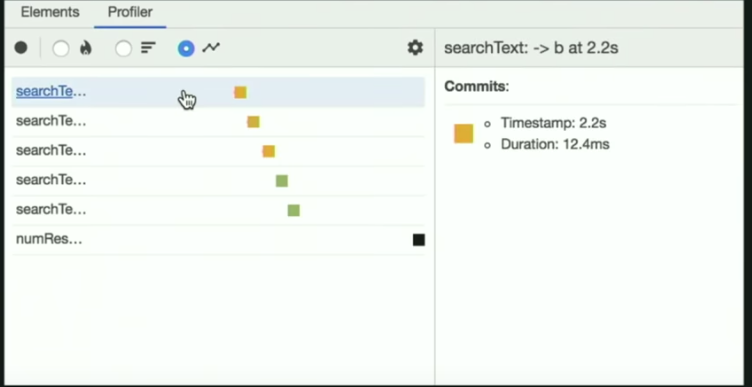 Elements Profiler
searchText: -> b at 2.2s
searchTe...
searchTe...
searchTe...
searchTe...
searchTe...
numRes...
Commits:
Timestamp: 2.2s
Duration: 12.4ms